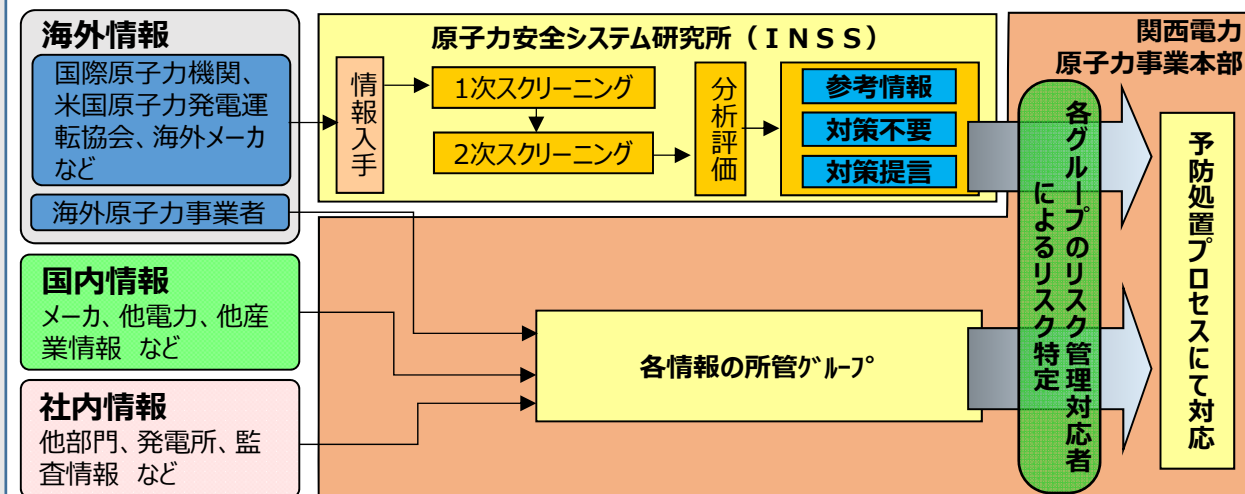 海外情報
国際原子力機関、
米国原子力発電運
転協会、海外メーカ
など
海外原子力事業者
国内情報
メーカ、他電力、他産
業情報 など
社内情報
他部門、発電所、監
査情報 など
原子力安全システム研究所（ＩＮＳＳ）
情報入手
1次スクリーニング
2次スクリーニング
分析評価
参考情報
対策不要
対策提言
各情報の所管ｸﾞﾙｰﾌﾟ
関西電力
原子力事業本部
各グループのリスク管理対応者
によるリスク特定
予防処置プロセスにて対応